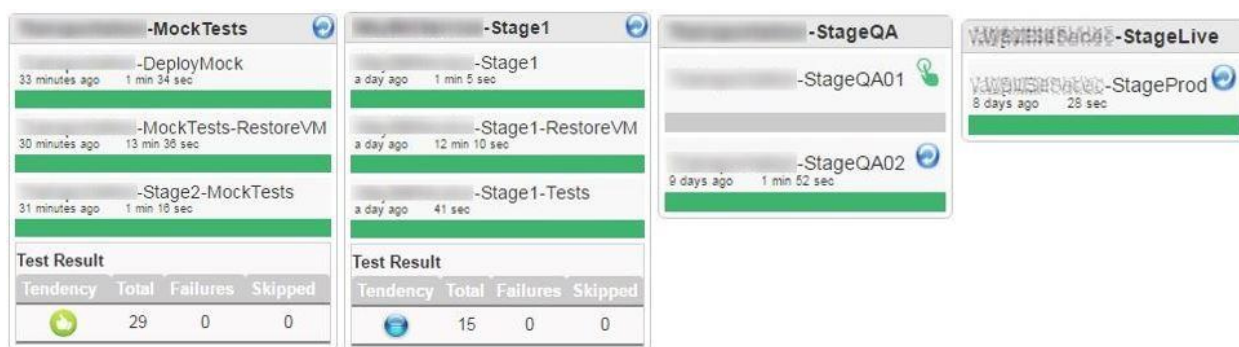 -MockTests
-DeployMock
33 minutes ago 1 min 34 sec
-MockTests-RestoreVM
30 minutes ago 13 min 36 sec
-Stage2-MockTests
31 minutes ago 1 min 16 sec
Test Result
Tendency Total Failures Skipped
29 0 0
-Stage1
-Stage1
a day ago 1 min 5 sec
-Stage1-RestoreVM
a day ago 12 min 10 sec
-Stage1-Tests
a day ago 41 sec
Test Result
Tendency Total Failures Skipped
15 0 0
-StageQA
-StageQA01
-StageQA02
9 days ago 1 min 52 sec
-StageLive
-StageProd
8 days ago 28 sec